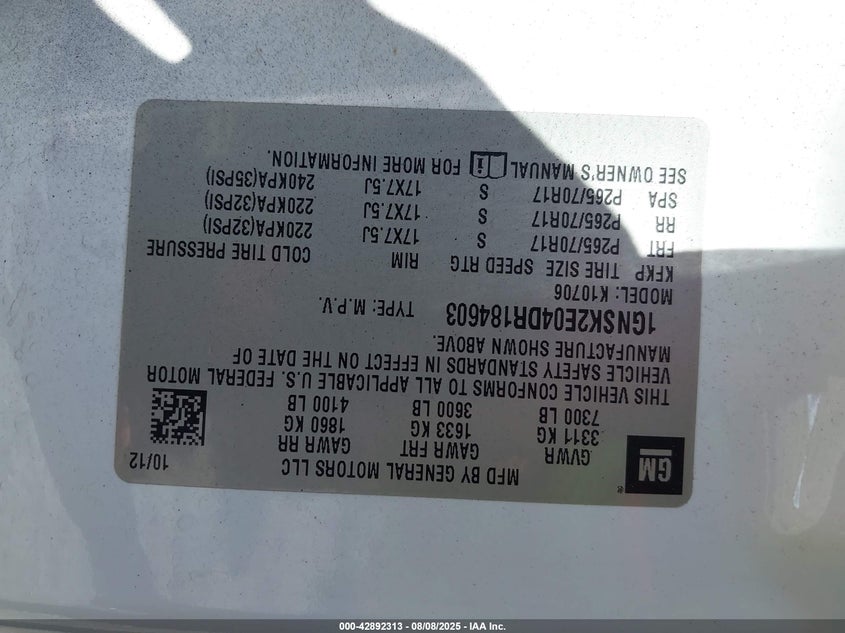 MFD BY GENERAL MOTORS LLC 10/12
GM
®
GVWR GAWR FRT GAWR RR
3311 KG 1633 KG 1860 KG
7300 LB 3600 LB 4100 LB
THIS VEHICLE CONFORMS TO ALL APPLICABLE U.S. FEDERAL MOTOR
VEHICLE SAFETY STANDARDS IN EFFECT ON THE DATE OF
MANUFACTURE SHOWN ABOVE.
1GNSK2E04DR184603 TYPE: M.P.V.
MODEL: K10706
KFKP TIRE SIZE SPEED RTG RIM COLD TIRE PRESSURE
FRT P265/70R17 S 17X7.5J 220KPA(32PSI)
RR P265/70R17 S 17X7.5J 220KPA(32PSI)
SPA P265/70R17 S 17X7.5J 240KPA(35PSI)
SEE OWNER'S MANUAL FOR MORE INFORMATION.
000-42892313 - 08/08/2025 - IAA Inc.